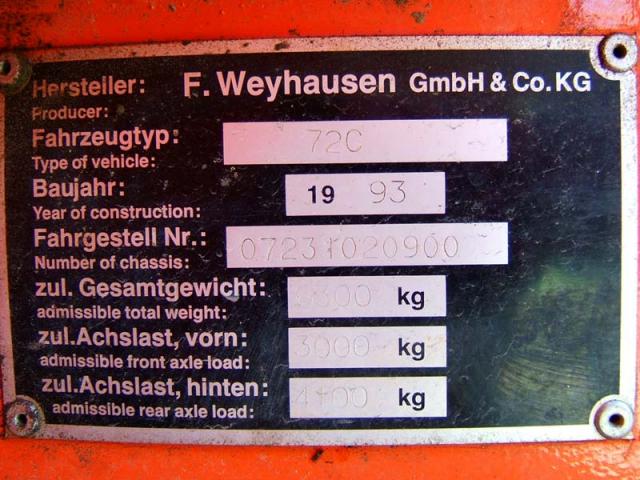 Hersteller: F. Weyhausen GmbH & Co. KG
Producer:
Fahrzeugtyp: 72C
Type of vehicle:
Baujahr: 19 93
Year of construction:
Fahrgestell Nr.: 07231020900
Number of chassis:
zul. Gesamtgewicht: kg
admissible total weight:
zul. Achslast, vorn: 3000 kg
admissible front axle load:
zul. Achslast, hinten: kg
admissible rear axle load: